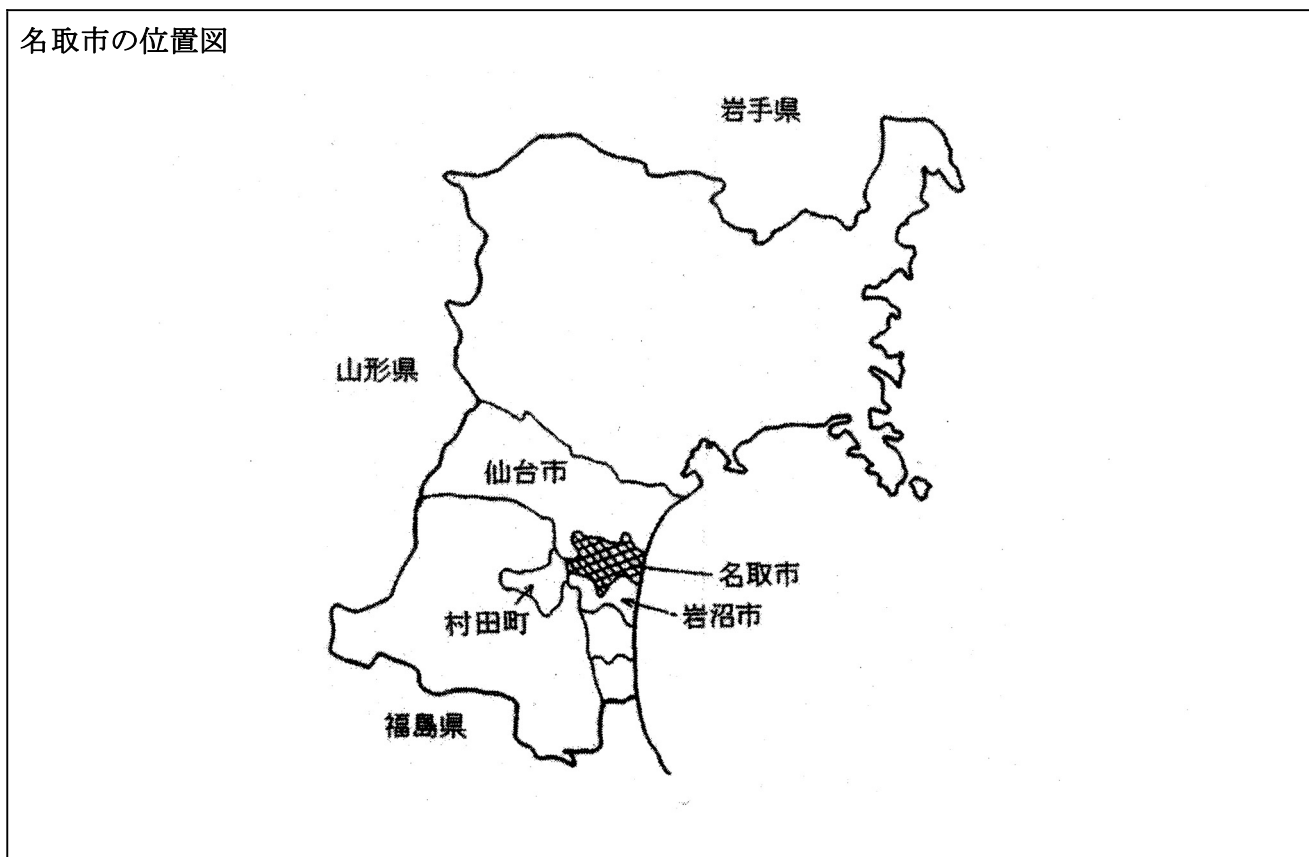 名取市の位置図
岩手県
山形県
仙台市
名取市
岩沼市
村田町
福島県